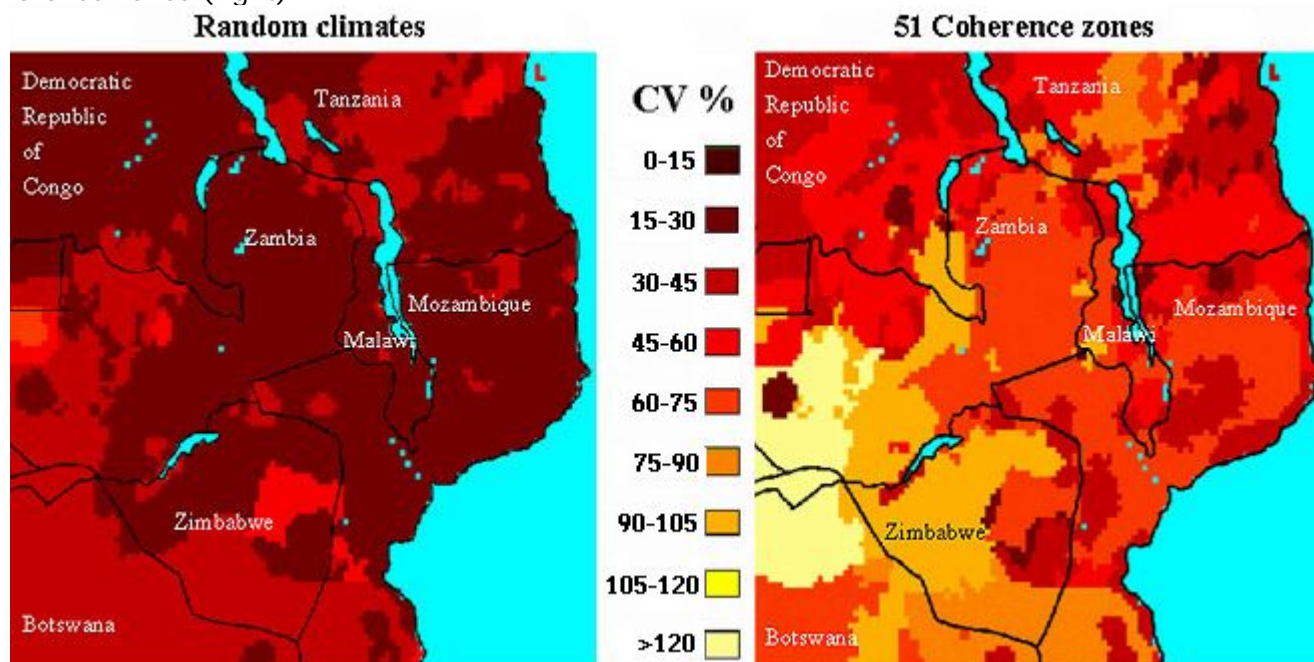 Random climates
51 Coherence zones
Democratic
Republic
of
Congo
Tanzania
Zambia
Mozambique
Malawi
Zimbabwe
Botswana
CV %
0-15
15-30
30-45
45-60
60-75
75-90
90-105
105-120
>120
Democratic
Republic
of
Congo
Tanzania
Zambia
Mozambique
Malawi
Zimbabwe
Botswana